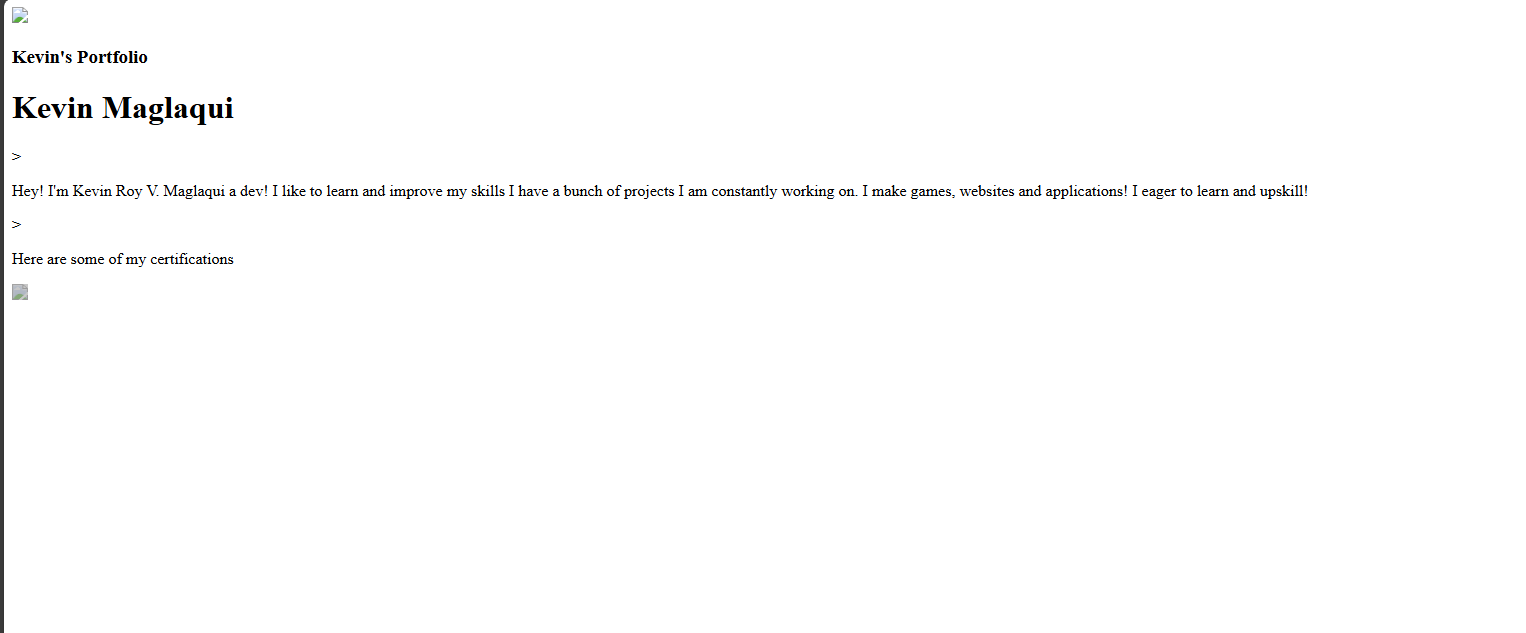 Kevin's Portfolio
Kevin Maglaqui
>
Hey! I'm Kevin Roy V. Maglaqui a dev! I like to learn and improve my skills I have a bunch of projects I am constantly working on. I make games, websites and applications! I eager to learn and upskill!
>
Here are some of my certifications